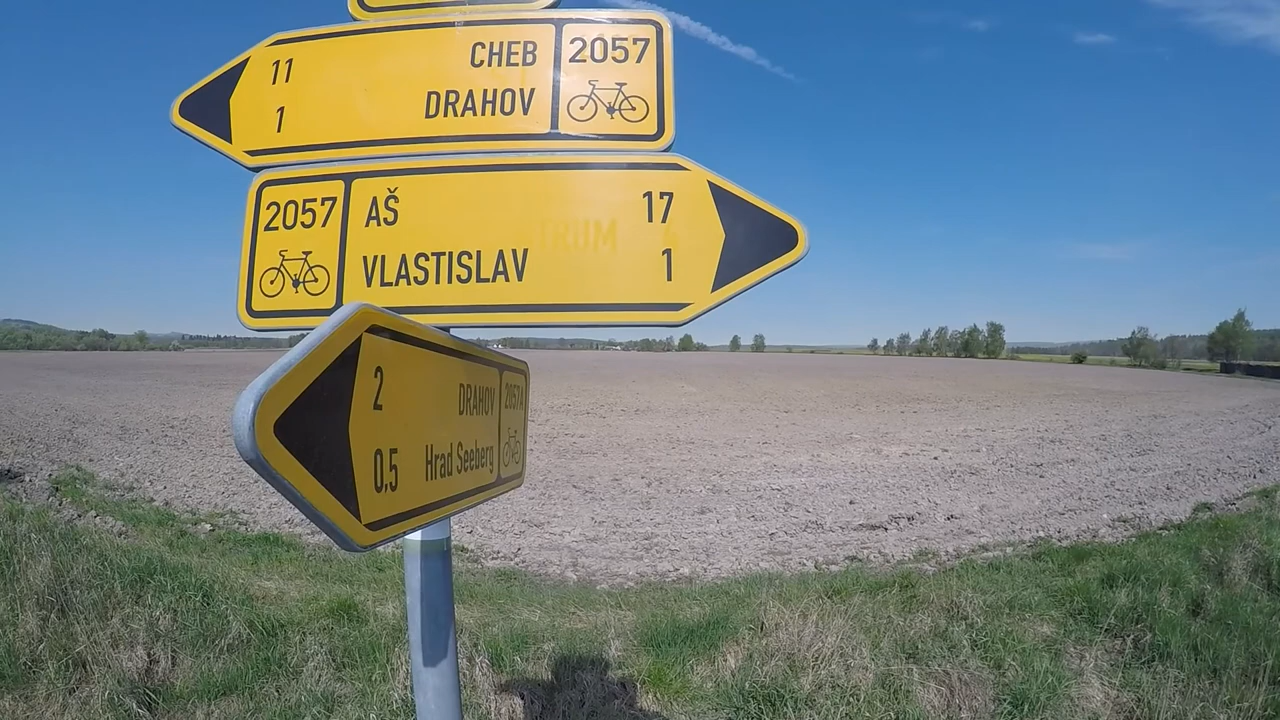 11 CHEB 2057
1 DRAHOV
2057 AŠ 17
VLASTISLAV 1
2 DRAHOV 2057A
0,5 Hrad Seeberg